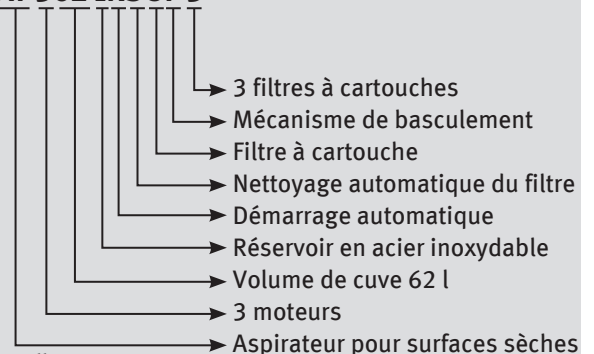 3 filtres à cartouches
Mécanisme de basculement
Filtre à cartouche
Nettoyage automatique du filtre
Démarrage automatique
Réservoir en acier inoxydable
Volume de cuve 62 l
3 moteurs
Aspirateur pour surfaces sèches